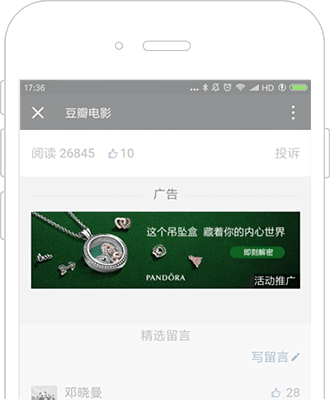 17:36 HD
豆瓣电影
阅读 26845 10 投诉
广告
这个吊坠盒 藏着你的内心世界
即刻解密
PANDÖRA
活动推广
精选留言
写留言
邓晓曼 28